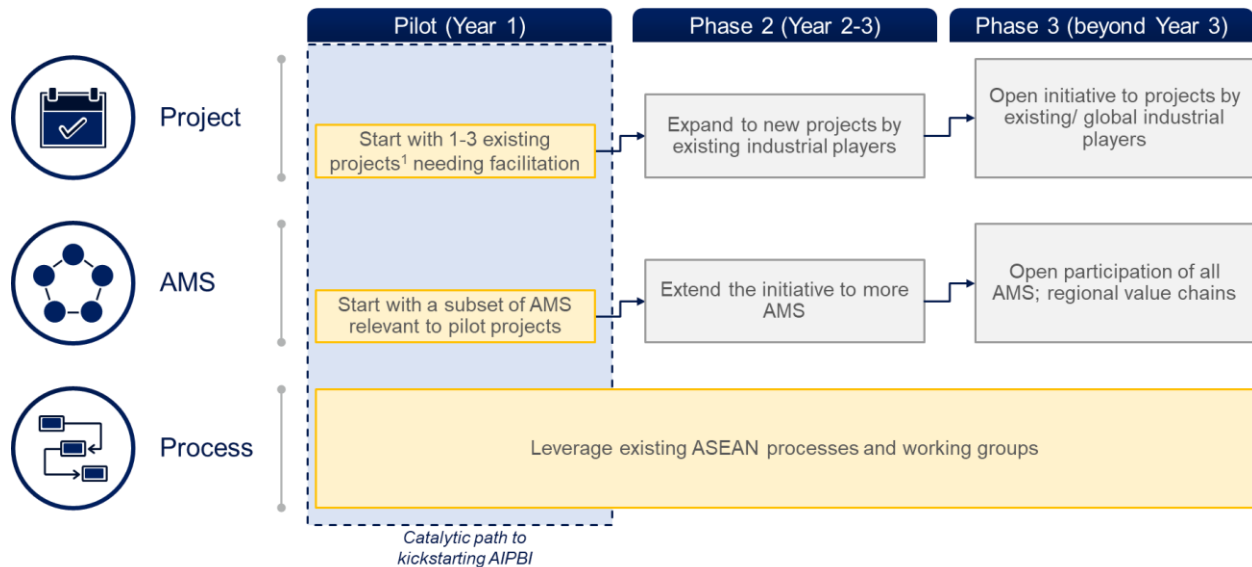 Pilot (Year 1)
Phase 2 (Year 2-3)
Phase 3 (beyond Year 3)
Project
Start with 1-3 existing
projects¹ needing facilitation
Expand to new projects by
existing industrial players
Open initiative to projects by
existing/ global industrial
players
AMS
Start with a subset of AMS
relevant to pilot projects
Extend the initiative to more
AMS
Open participation of all
AMS; regional value chains
Process
Leverage existing ASEAN processes and working groups
Catalytic path to
kickstarting AIPBI